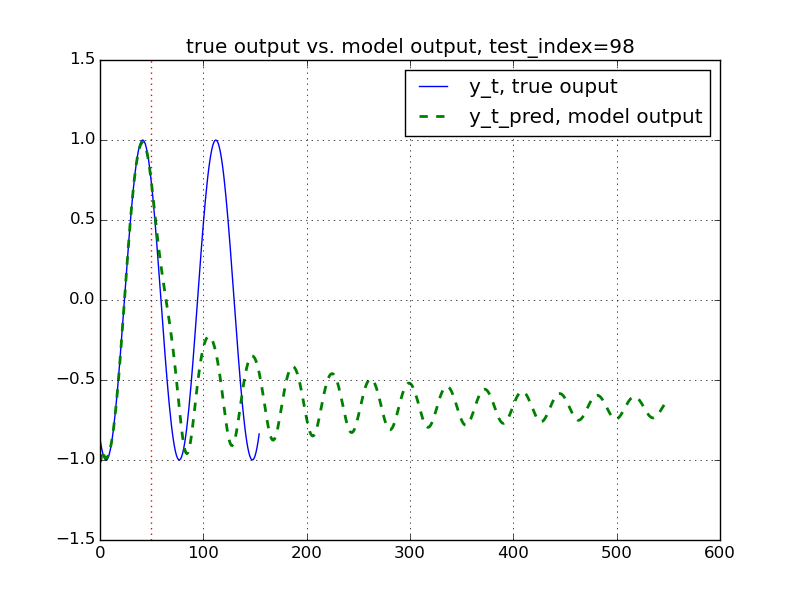 true output vs. model output, test_index=98
y_t, true ouput
y_t_pred, model output
1.5
1.0
0.5
0.0
−0.5
−1.0
−1.5
0 100 200 300 400 500 600